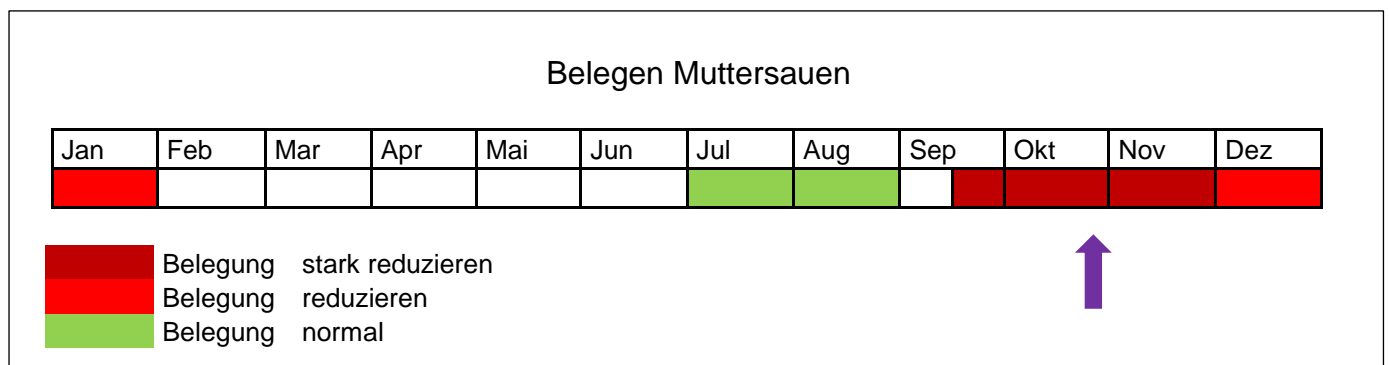 Belegen Muttersauen
Jan Feb Mar Apr Mai Jun Jul Aug Sep Okt Nov Dez
Belegung stark reduzieren
Belegung reduzieren
Belegung normal